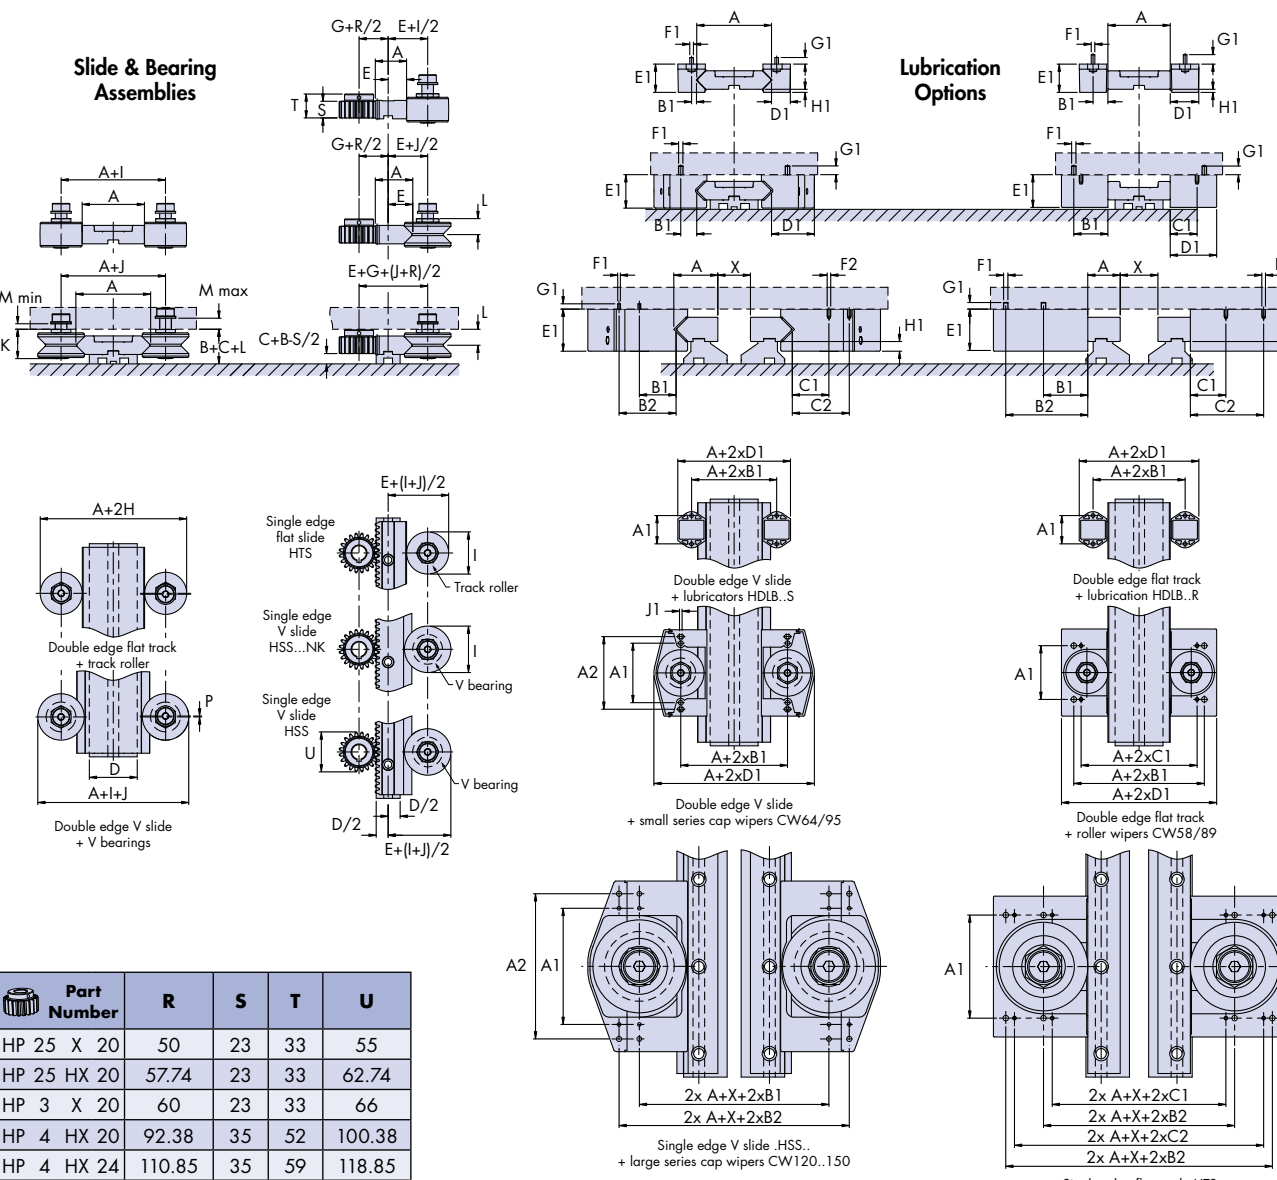 Slide & Bearing
Assemblies
G+R/2 E+I/2
A
E
T S
G+R/2 E+J/2
A
E
L
A+I
A
A+J
A
M min
M max
K
B+C+L
E+G+(J+R)/2
L
C+B-S/2
Lubrication
Options
A
F1
G1
E1
B1
D1
H1
A
F1
G1
E1
B1
D1
H1
F1
G1
E1
B1
D1
F1
G1
E1
B1
C1
D1
F1
A
X
F2
G1
E1
H1
B1
B2
C1
C2
F1
A
X
G1
E1
B1
B2
C1
C2
A+2H
Double edge flat track
+ track roller
P
D
A+I+J
Double edge V slide
+ V bearings
E+(I+J)/2
Single edge
flat slide
HTS
I
Track roller
Single edge
V slide
HSS...NK
I
V bearing
Single edge
V slide
HSS
U
V bearing
D/2
D/2
E+(I+J)/2
A+2xD1
A+2xB1
A1
Double edge V slide
+ lubricators HDLB..S
J1
A2 A1
A+2xB1
A+2xD1
Double edge V slide
+ small series cap wipers CW64/95
A+2xD1
A+2xB1
A1
Double edge flat track
+ lubrication HDLB..R
A1
A+2xC1
A+2xB1
A+2xD1
Double edge flat track
+ roller wipers CW58/89
A2 A1
2x A+X+2xB1
2x A+X+2xB2
Single edge V slide .HSS..
+ large series cap wipers CW120..150
A1
2x A+X+2xC1
2x A+X+2xB2
2x A+X+2xC2
2x A+X+2xB2
Part
Number R S T U
HP 25 X 20 50 23 33 55
HP 25 HX 20 57.74 23 33 62.74
HP 3 X 20 60 23 33 66
HP 4 HX 20 92.38 35 52 100.38
HP 4 HX 24 110.85 35 59 118.85